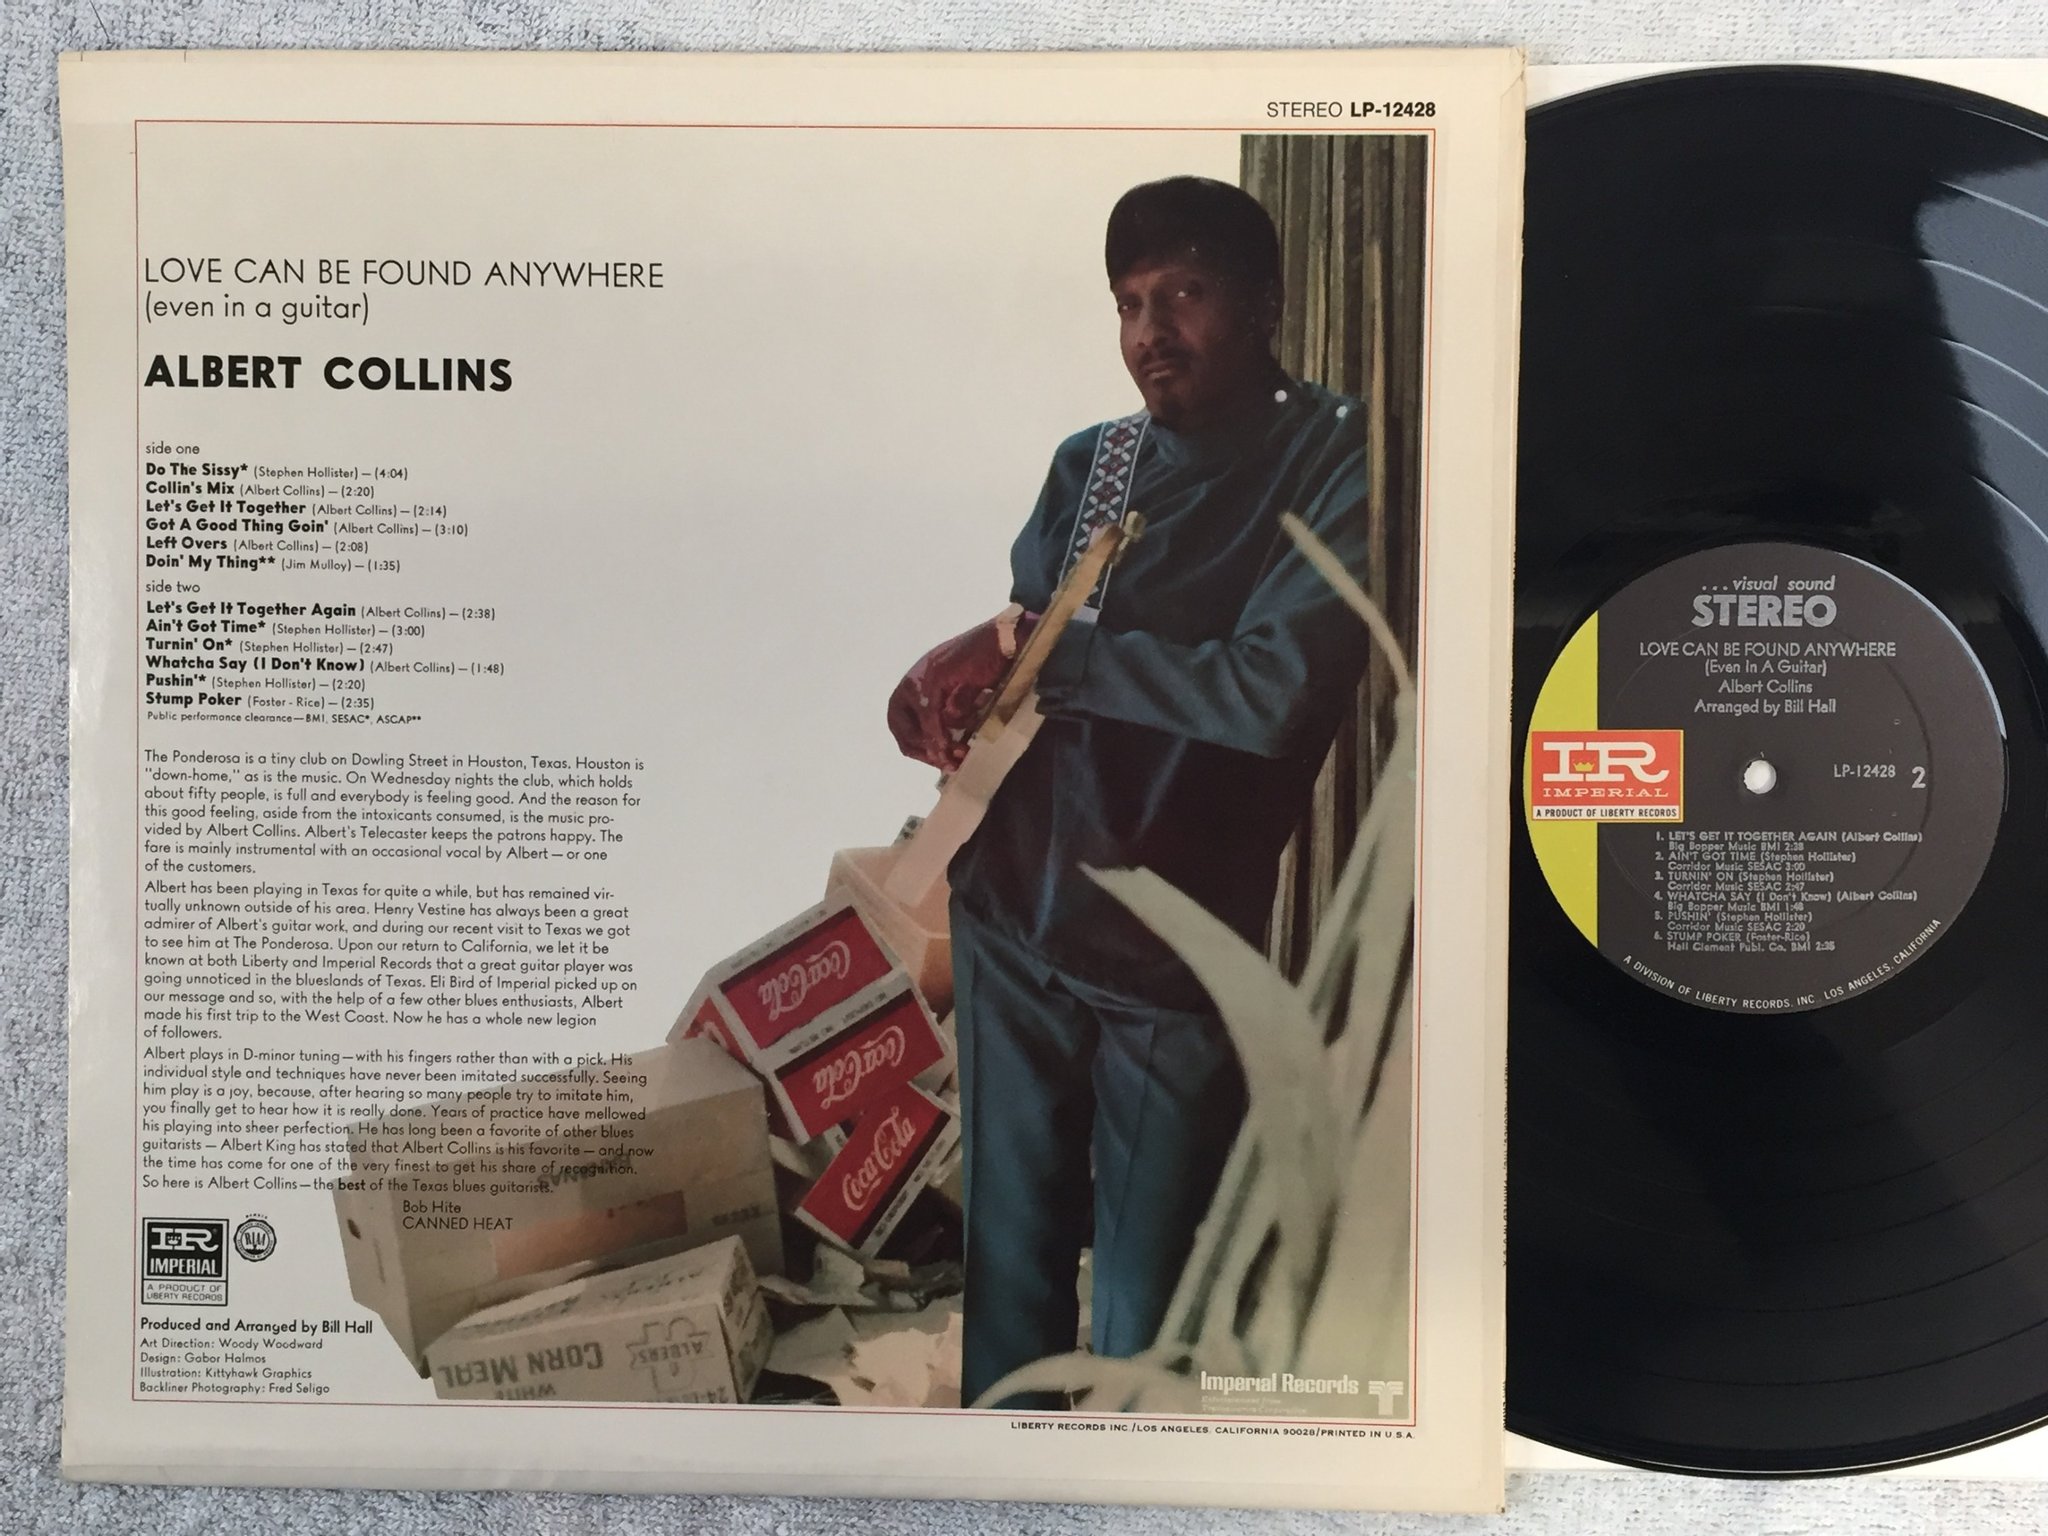 STEREO LP-12428
LOVE CAN BE FOUND ANYWHERE
(even in a guitar)
ALBERT COLLINS
side one
Do The Sissy* (Stephen Hollister) — (4:04)
Collin's Mix (Albert Collins) — (2:20)
Let's Get It Together (Albert Collins) — (2:14)
Got A Good Thing Goin' (Albert Collins) — (3:10)
Left Overs (Albert Collins) — (2:08)
Doin' My Thing** (Jim Mulloy) — (1:35)
side two
Let's Get It Together Again (Albert Collins) — (2:38)
Ain't Got Time* (Stephen Hollister) — (3:00)
Turnin' On* (Stephen Hollister) — (2:47)
Whatcha Say (I Don't Know) (Albert Collins) — (1:48)
Pushin'* (Stephen Hollister) — (2:20)
Stump Poker (Foster - Rice) — (2:35)
Public performance clearance — BMI, SESAC*, ASCAP**
The Ponderosa is a tiny club on Dowling Street in Houston, Texas. Houston is
"down-home," as is the music. On Wednesday nights the club, which holds
about fifty people, is full and everybody is feeling good. And the reason for
this good feeling, aside from the intoxicants consumed, is the music pro-
vided by Albert Collins. Albert's Telecaster keeps the patrons happy. The
fare is mainly instrumental with an occasional vocal by Albert — or one
of the customers.
Albert has been playing in Texas for quite a while, but has remained vir-
tually unknown outside of his area. Henry Vestine has always been a great
admirer of Albert's guitar work, and during our recent visit to Texas we got
to see him at The Ponderosa. Upon our return to California, we let it be
known at both Liberty and Imperial Records that a great guitar player was
going unnoticed in the blueslands of Texas. Eli Bird of Imperial picked up on
our message and so, with the help of a few other blues enthusiasts, Albert
made his first trip to the West Coast. Now he has a whole new legion
of followers.
Albert plays in D-minor tuning — with his fingers rather than with a pick. His
individual style and techniques have never been imitated successfully. Seeing
him play is a joy, because, after hearing so many people try to imitate him,
you finally get to hear how it is really done. Years of practice have mellowed
his playing into sheer perfection. He has long been a favorite of other blues
guitarists — Albert King has stated that Albert Collins is his favorite — and now
the time has come for one of the very finest to get his share of recognition.
So here is Albert Collins — the best of the Texas blues guitarists.
Bob Hite
CANNED HEAT
IR
IMPERIAL
A PRODUCT OF
LIBERTY RECORDS
RIAA
Produced and Arranged by Bill Hall
Art Direction: Woody Woodward
Design: Gabor Halmos
Illustration: Kittyhawk Graphics
Backliner Photography: Fred Seligo
Coca-Cola
Coca-Cola
Coca-Cola
CORN MEAL
ALBERS
WHITE
Imperial Records
Entertainment from
Transamerica Corporation
LIBERTY RECORDS INC./LOS ANGELES, CALIFORNIA 90028/PRINTED IN U.S.A.
...visual sound
STEREO
LOVE CAN BE FOUND ANYWHERE
(Even In A Guitar)
Albert Collins
Arranged by Bill Hall
IR
IMPERIAL
A PRODUCT OF LIBERTY RECORDS
LP-12428 2
1. LET'S GET IT TOGETHER AGAIN (Albert Collins)
Big Bopper Music BMI 2:38
2. AIN'T GOT TIME (Stephen Hollister)
Corridor Music SESAC 3:00
3. TURNIN' ON (Stephen Hollister)
Corridor Music SESAC 2:47
4. WHATCHA SAY (I Don't Know) (Albert Collins)
Big Bopper Music BMI 1:48
5. PUSHIN' (Stephen Hollister)
Corridor Music SESAC 2:20
6. STUMP POKER (Foster-Rice)
Hall Clement Publ. Co. BMI 2:35
A DIVISION OF LIBERTY RECORDS, INC., LOS ANGELES, CALIFORNIA